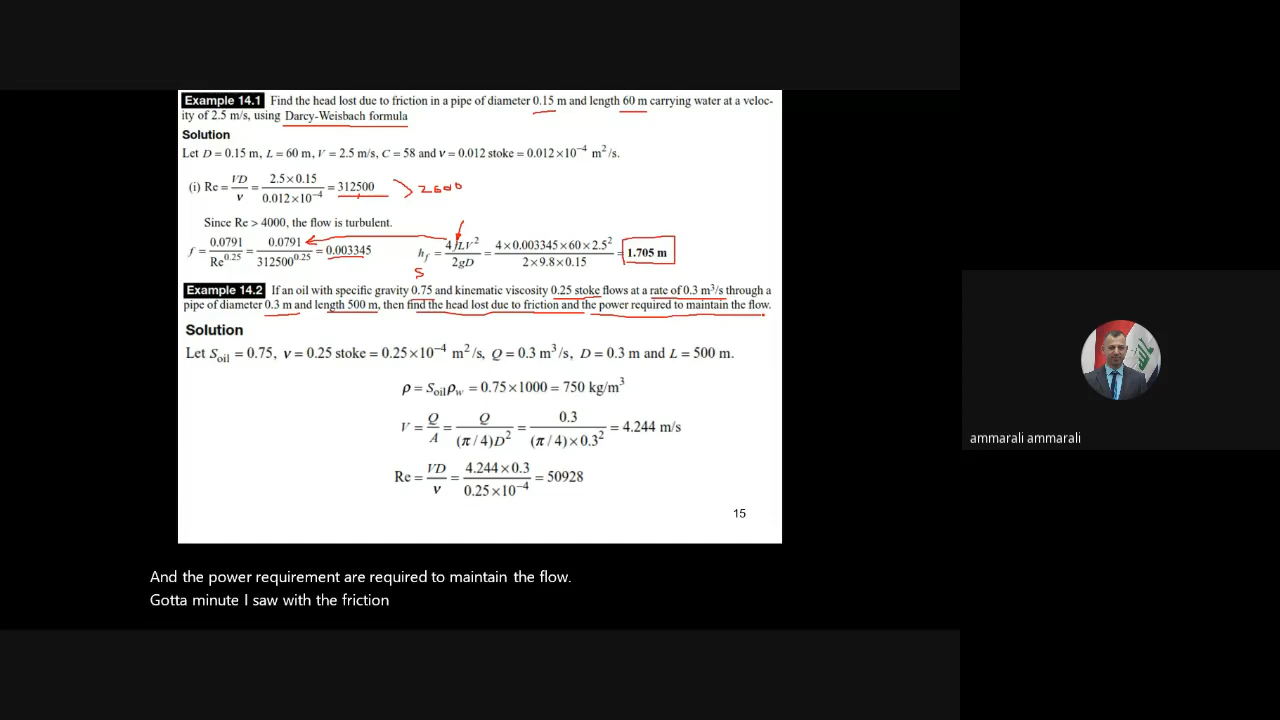 Example 14.1 Find the head lost due to friction in a pipe of diameter 0.15 m and length 60 m carrying water at a veloc-
ity of 2.5 m/s, using Darcy-Weisbach formula
Solution
Let D = 0.15 m, L = 60 m, V = 2.5 m/s, C = 58 and ν = 0.012 stoke = 0.012×10⁻⁴ m²/s.
(i) Re = VD/ν = 2.5×0.15/0.012×10⁻⁴ = 312500 > 2000
Since Re > 4000, the flow is turbulent.
f = 0.0791/Re^0.25 = 0.0791/312500^0.25 = 0.003345
h_f = 4fLV²/2gD = 4×0.003345×60×2.5²/2×9.8×0.15 = 1.705 m
Example 14.2 If an oil with specific gravity 0.75 and kinematic viscosity 0.25 stoke flows at a rate of 0.3 m³/s through a
pipe of diameter 0.3 m and length 500 m, then find the head lost due to friction and the power required to maintain the flow.
Solution
Let S_oil = 0.75, ν = 0.25 stoke = 0.25×10⁻⁴ m²/s, Q = 0.3 m³/s, D = 0.3 m and L = 500 m.
ρ = S_oil ρ_w = 0.75×1000 = 750 kg/m³
V = Q/A = Q/(π/4)D² = 0.3/(π/4)×0.3² = 4.244 m/s
Re = VD/ν = 4.244×0.3/0.25×10⁻⁴ = 50928
15
And the power requirement are required to maintain the flow.
Gotta minute I saw with the friction
ammarali ammarali